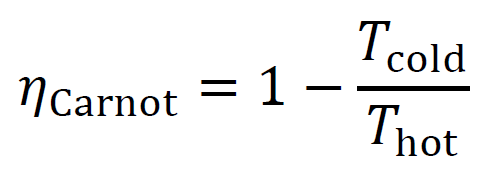 η_Carnot = 1 − T_cold / T_hot